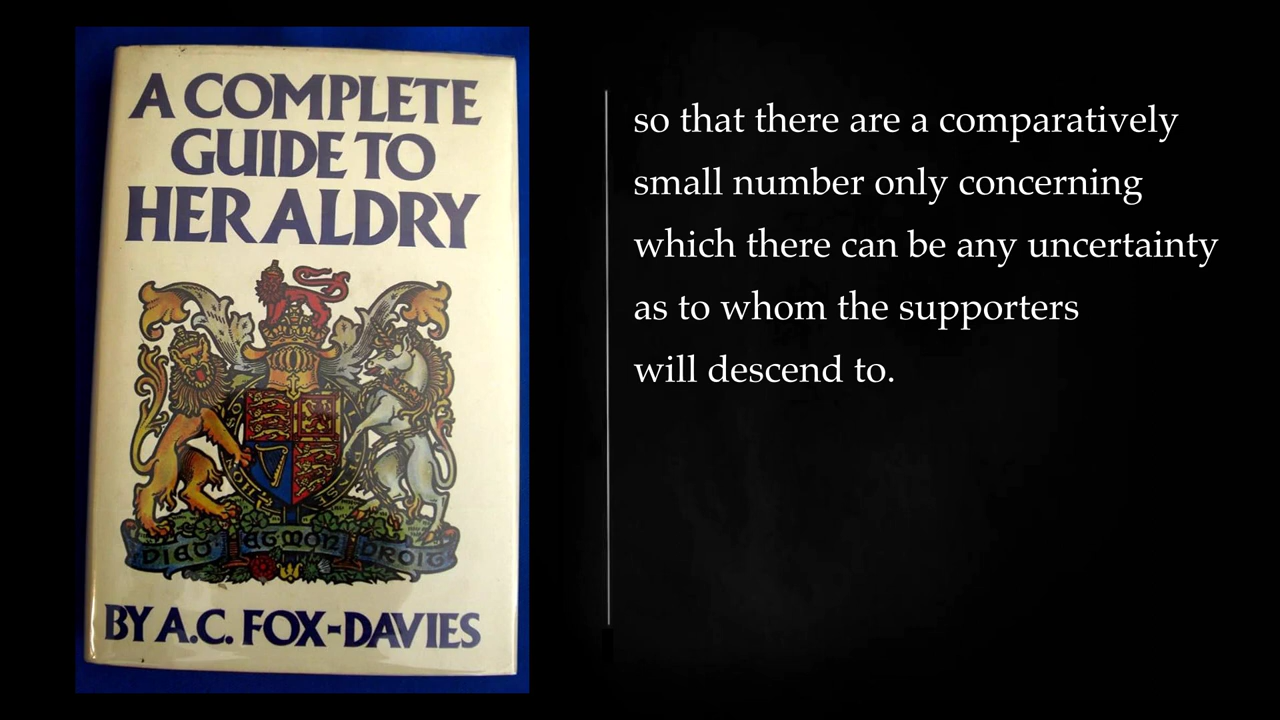 A COMPLETE
GUIDE TO
HERALDRY
DIEU ET MON DROIT
BY A.C. FOX-DAVIES
so that there are a comparatively
small number only concerning
which there can be any uncertainty
as to whom the supporters
will descend to.